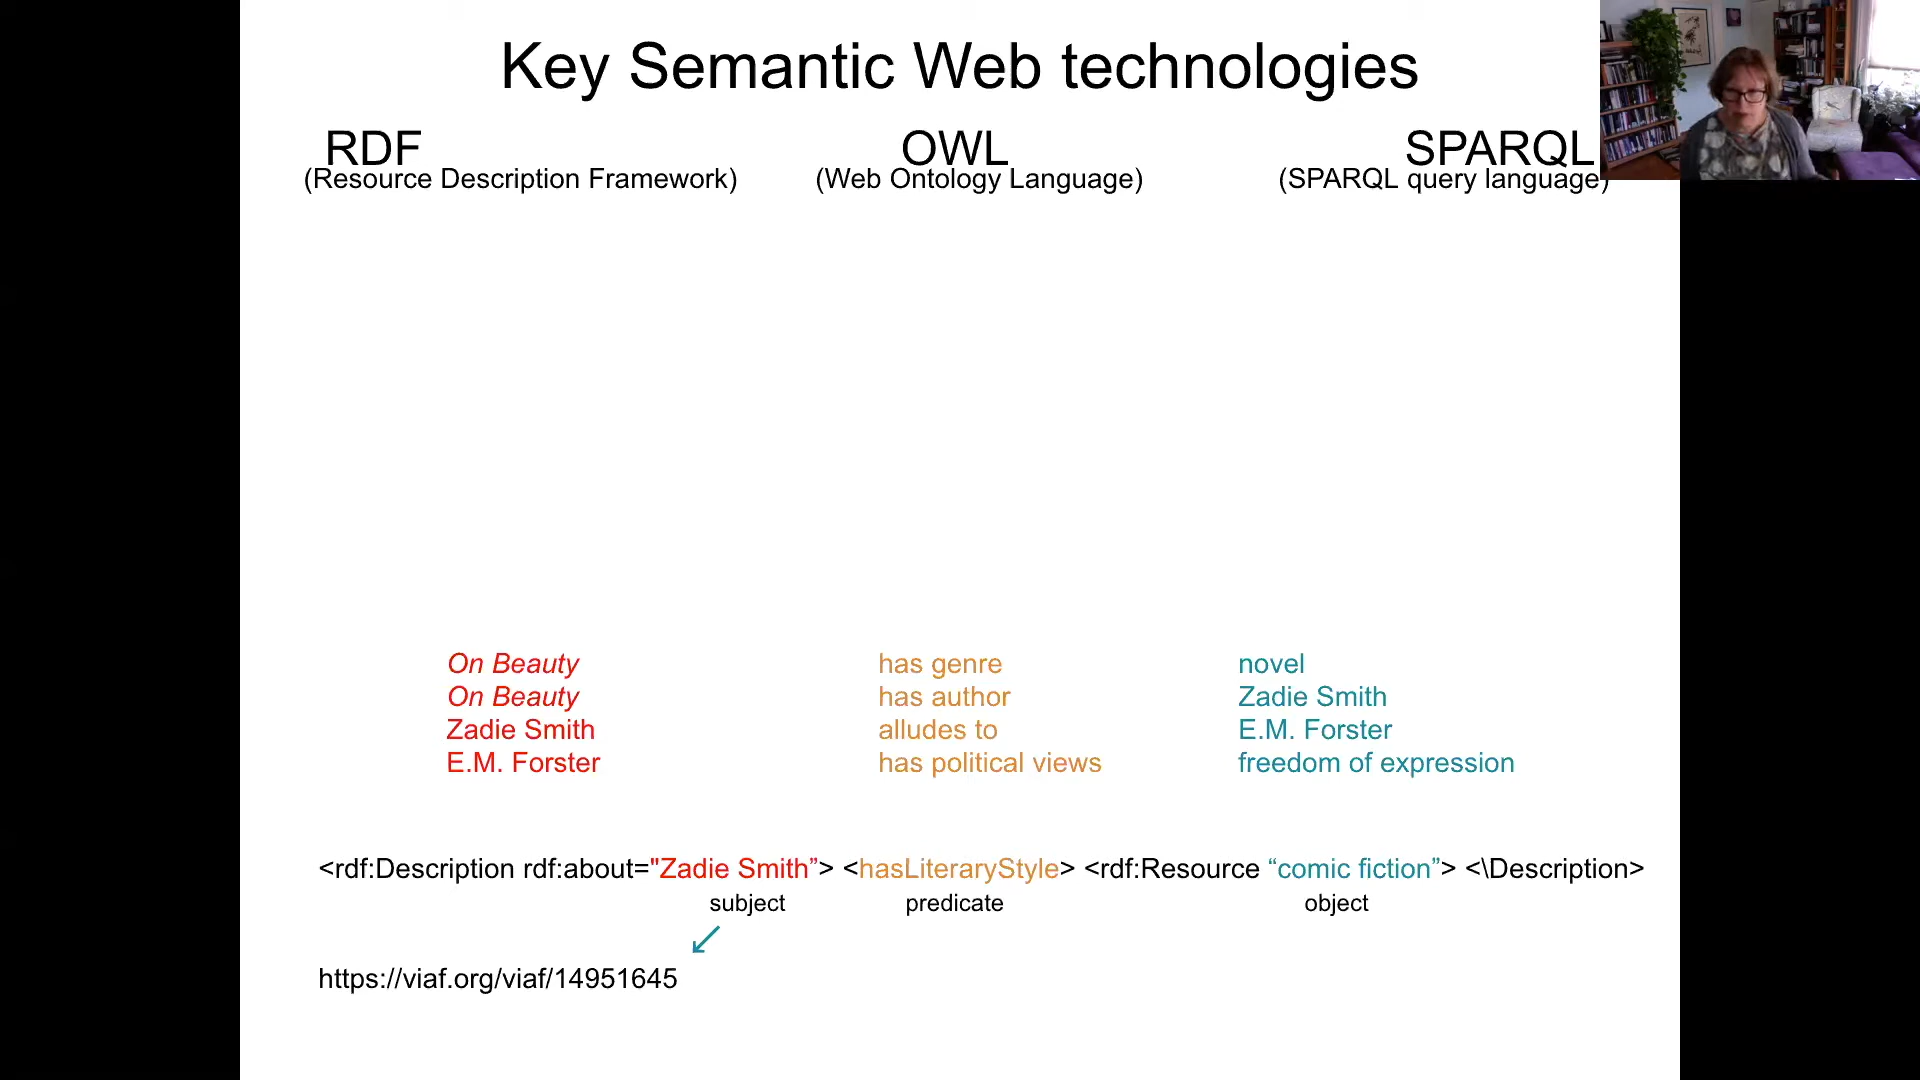 Key Semantic Web technologies
RDF OWL SPARQL
(Resource Description Framework) (Web Ontology Language) (SPARQL query language)
On Beauty has genre novel
On Beauty has author Zadie Smith
Zadie Smith alludes to E.M. Forster
E.M. Forster has political views freedom of expression
<rdf:Description rdf:about="Zadie Smith”> <hasLiteraryStyle> <rdf:Resource “comic fiction”> <\Description>
subject predicate object
https://viaf.org/viaf/14951645